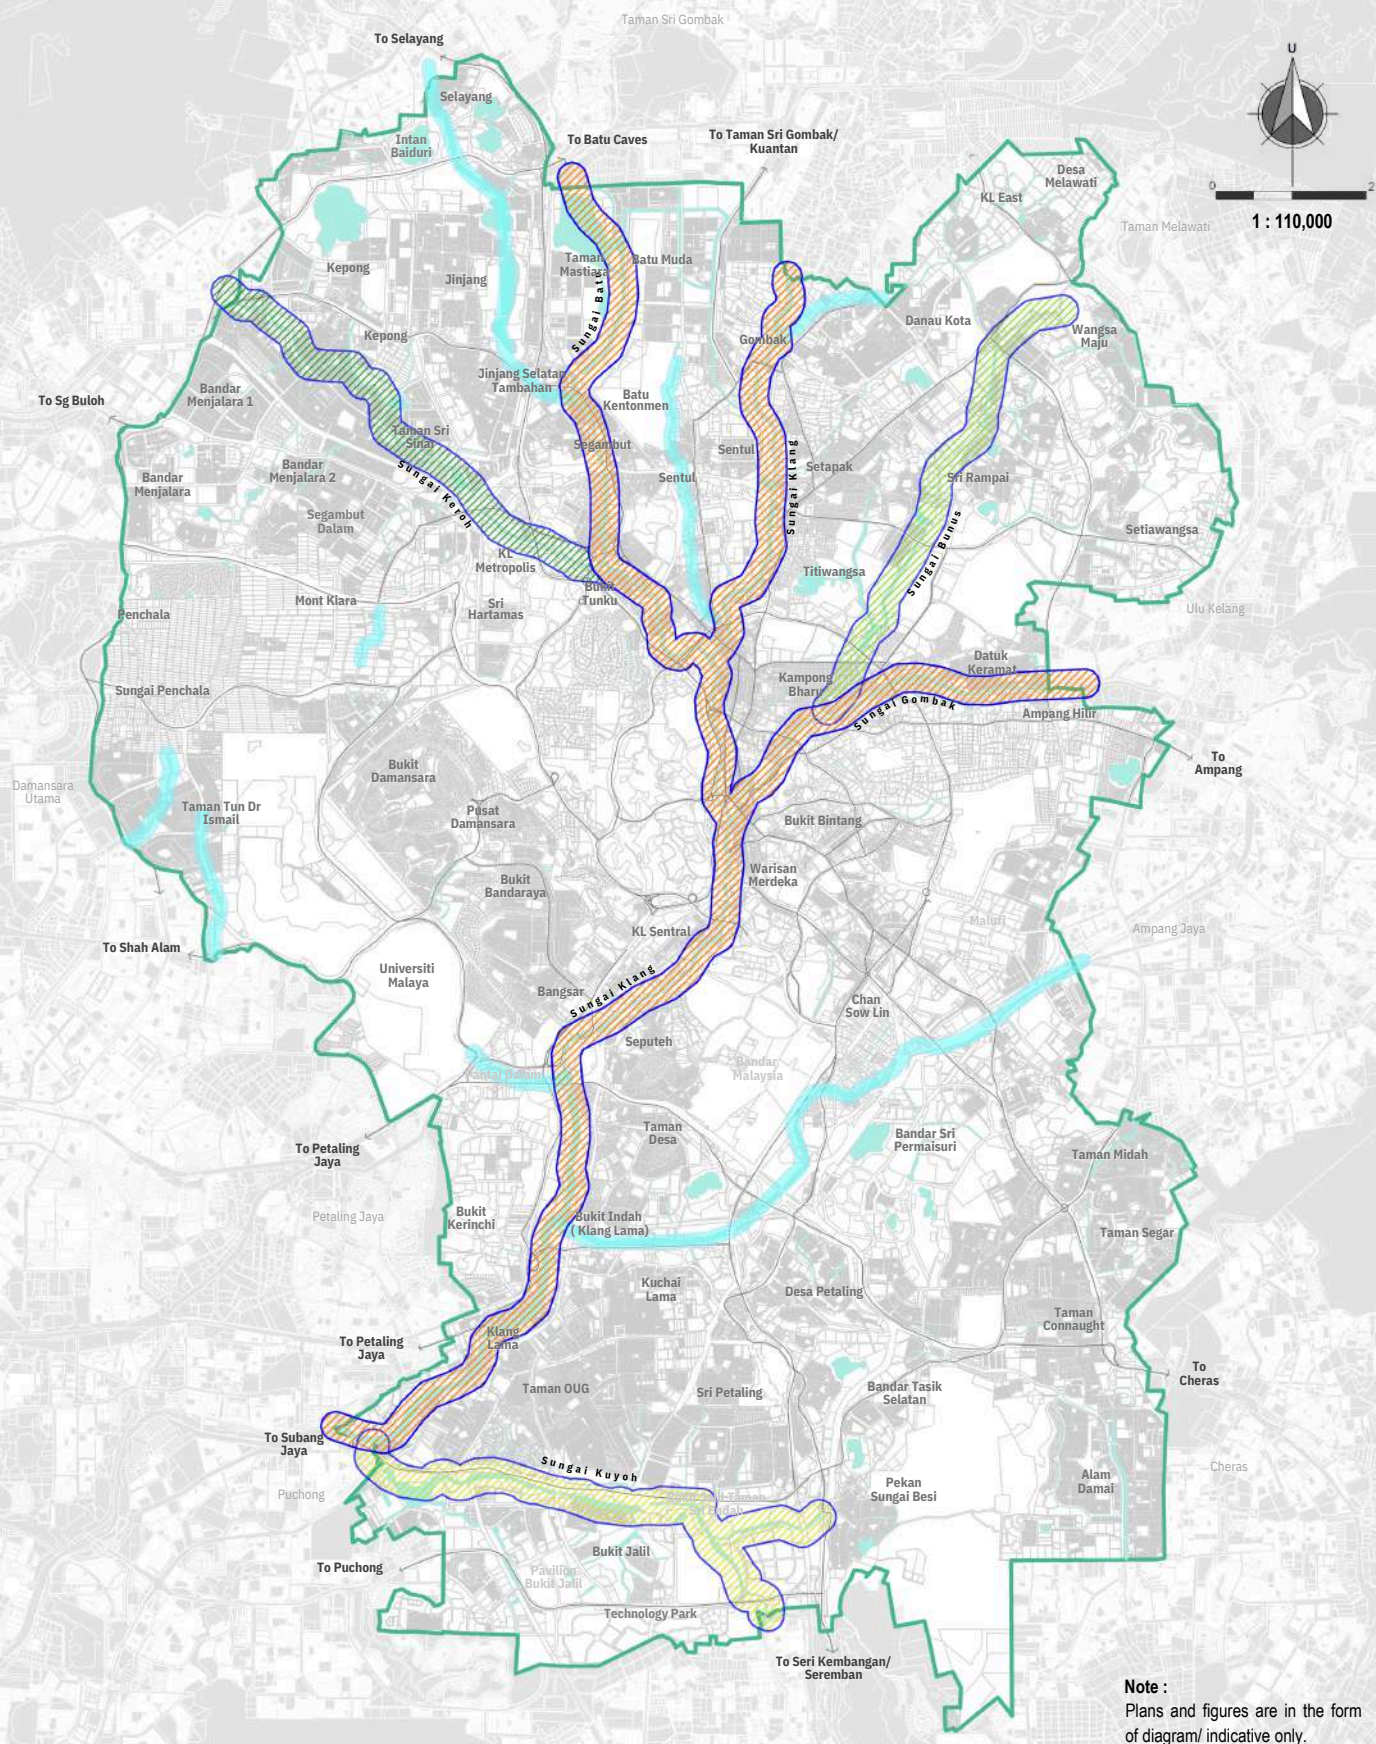 Taman Sri Gombak
To Selayang
U
Selayang
Intan
Baiduri
To Batu Caves
To Taman Sri Gombak/
Kuantan
Desa
Melawati
KL East
0
2
1 : 110,000
Taman Melawati
Kepong
Jinjang
Taman
Mastiara
Batu Muda
Sungai Batu
Kepong
Gombak
Danau Kota
Wangsa
Maju
Jinjang Selatan
Tambahan
Bandar
Menjalara 1
Batu
Kentonmen
To Sg Buloh
Taman Sri
Sinar
Segambut
Sentul
Sungai Klang
Setapak
Bandar
Menjalara
Bandar
Menjalara 2
Sungai Keroh
Sentul
Sri Rampai
Segambut
Dalam
Setiawangsa
Sungai Bunus
KL
Metropolis
Titiwangsa
Bukit
Tunku
Mont Kiara
Sri
Hartamas
Penchala
Ulu Kelang
Datuk
Keramat
Kampong
Bharu
Sungai Penchala
Sungai Gombak
Ampang Hilir
To
Ampang
Bukit
Damansara
Damansara
Utama
Taman Tun Dr
Ismail
Pusat
Damansara
Bukit Bintang
Warisan
Merdeka
Bukit
Bandaraya
Maluri
Ampang Jaya
KL Sentral
To Shah Alam
Universiti
Malaya
Sungai Klang
Bangsar
Chan
Sow Lin
Seputeh
Bandar
Malaysia
Pantai Dalam
Taman
Desa
Bandar Sri
Permaisuri
To Petaling
Jaya
Taman Midah
Petaling Jaya
Bukit
Kerinchi
Bukit Indah
( Klang Lama)
Taman Segar
Kuchai
Lama
Desa Petaling
Taman
Connaught
Klang
Lama
To Petaling
Jaya
To
Cheras
Taman OUG
Sri Petaling
Bandar Tasik
Selatan
To Subang
Jaya
Sungai Kuyoh
Cheras
Puchong
Alam
Damai
Pekan
Sungai Besi
Bukit Jalil
To Puchong
Pavilion
Bukit Jalil
Technology Park
To Seri Kembangan/
Seremban
Note :
Plans and figures are in the form
of diagram/ indicative only.